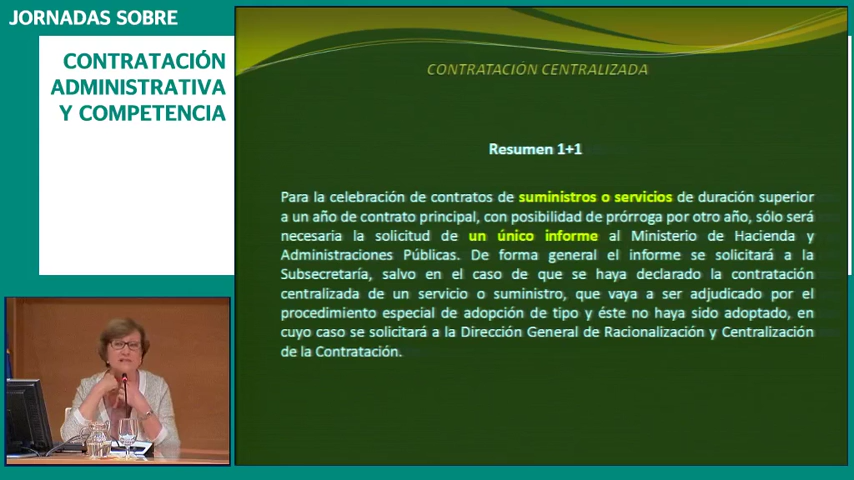 JORNADAS SOBRE
CONTRATACIÓN
ADMINISTRATIVA
Y COMPETENCIA
CONTRATACIÓN CENTRALIZADA
Resumen 1+1
Para la celebración de contratos de suministros o servicios de duración superior
a un año de contrato principal, con posibilidad de prórroga por otro año, sólo será
necesaria la solicitud de un único informe al Ministerio de Hacienda y
Administraciones Públicas. De forma general el informe se solicitará a la
Subsecretaría, salvo en el caso de que se haya declarado la contratación
centralizada de un servicio o suministro, que vaya a ser adjudicado por el
procedimiento especial de adopción de tipo y éste no haya sido adoptado, en
cuyo caso se solicitará a la Dirección General de Racionalización y Centralización
de la Contratación.